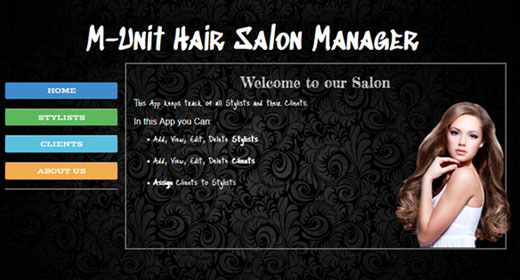 M-Unit Hair Salon Manager
HOME
STYLISTS
CLIENTS
ABOUT US
Welcome to our Salon
This App keeps track of all Stylists and their Clients
In this App you Can:
• Add, View, Edit, Delete Stylists
• Add, View, Edit, Delete Clients
• Assign Clients to Stylists